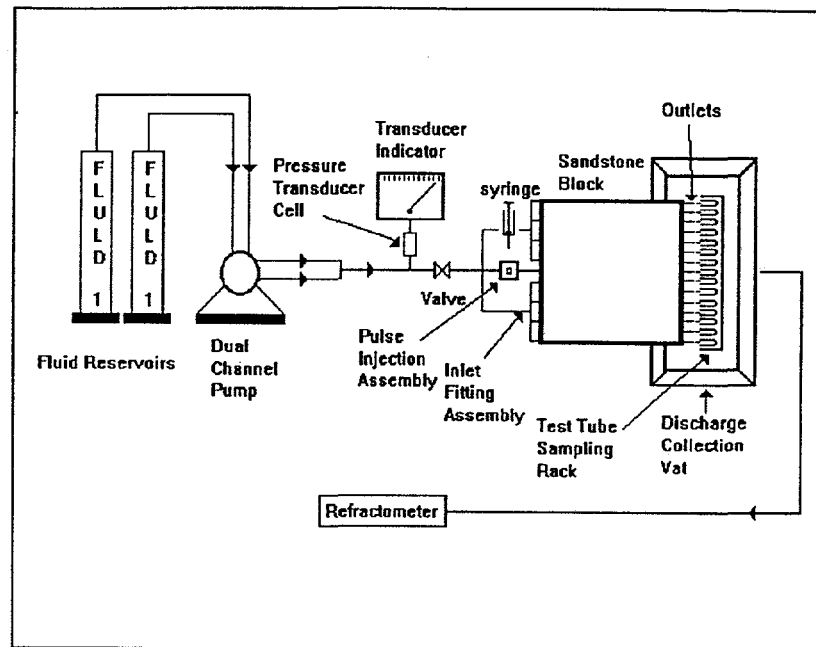 Outlets
Transducer
Indicator
Sandstone
Block
Pressure
Transducer
Cell
syringe
F
L
U
L
D
1
F
L
U
L
D
1
Valve
Fluid Reservoirs
Dual
Channel
Pump
Pulse
Injection
Assembly
Inlet
Fitting
Assembly
Test Tube
Sampling
Rack
Discharge
Collection
Vat
Refractometer